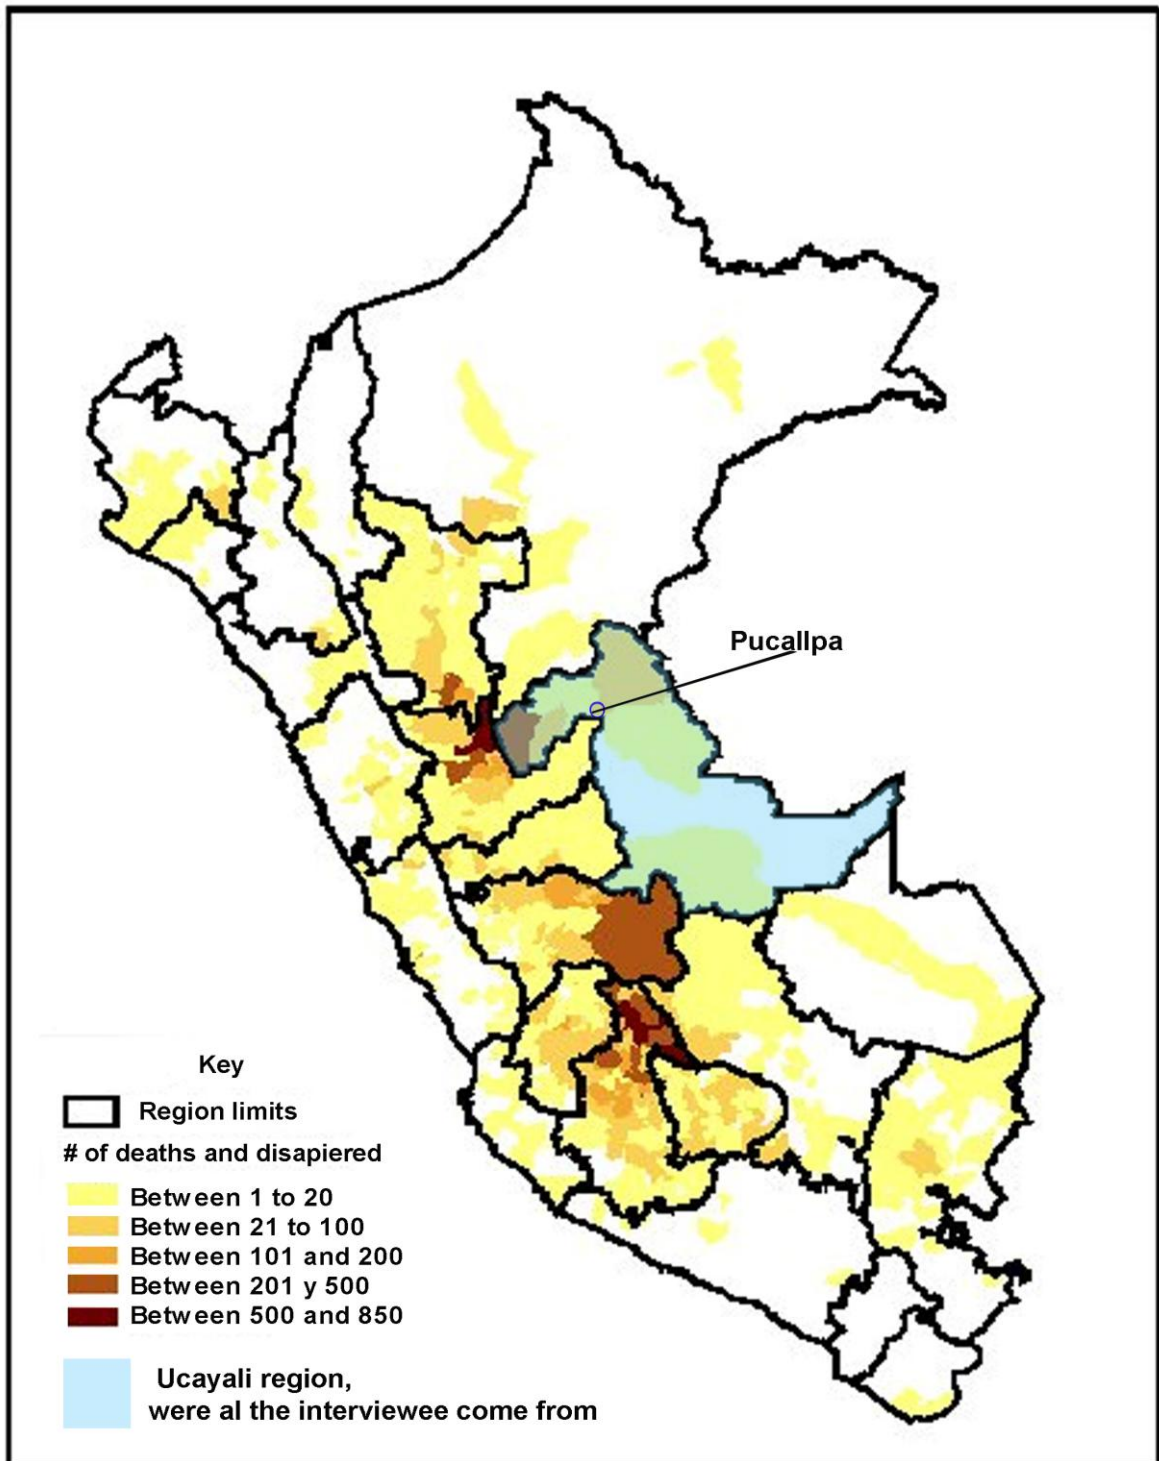 Pucallpa
Key
Region limits
# of deaths and disapiered
Between 1 to 20
Between 21 to 100
Between 101 and 200
Between 201 y 500
Between 500 and 850
Ucayali region,
were al the interviewee come from